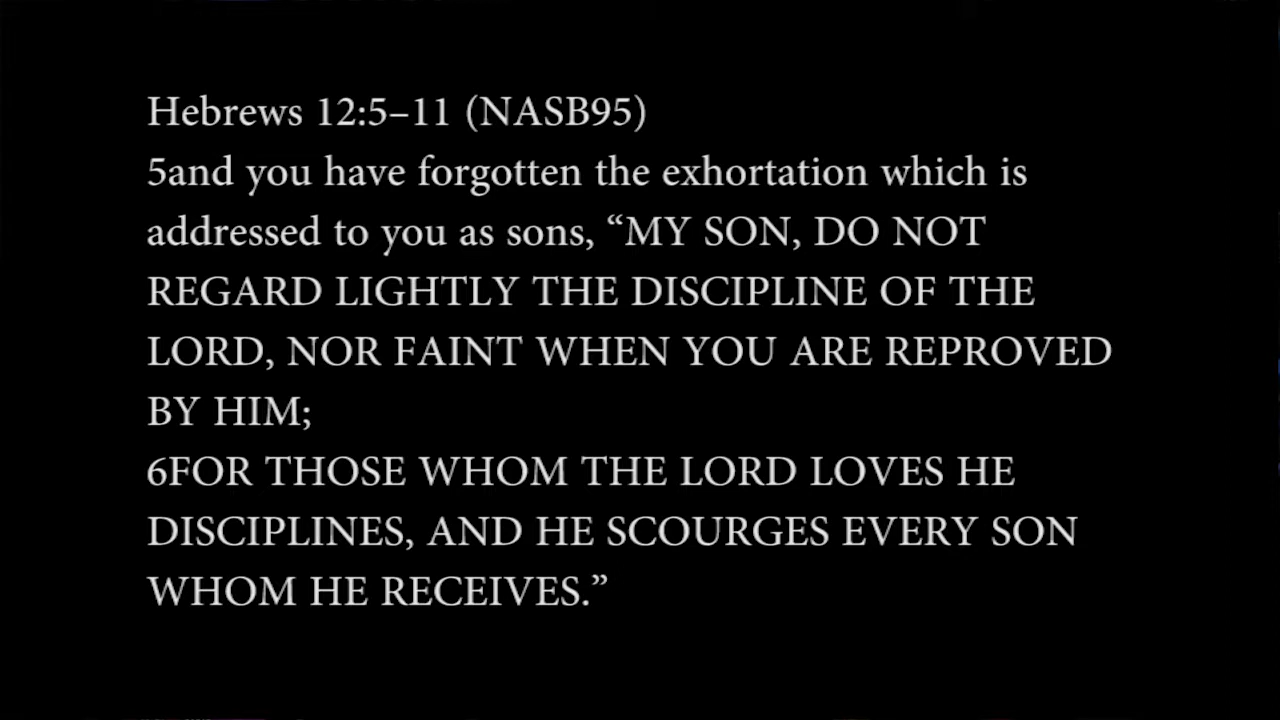 Hebrews 12:5–11 (NASB95)
5and you have forgotten the exhortation which is
addressed to you as sons, “MY SON, DO NOT
REGARD LIGHTLY THE DISCIPLINE OF THE
LORD, NOR FAINT WHEN YOU ARE REPROVED
BY HIM;
6FOR THOSE WHOM THE LORD LOVES HE
DISCIPLINES, AND HE SCOURGES EVERY SON
WHOM HE RECEIVES.”